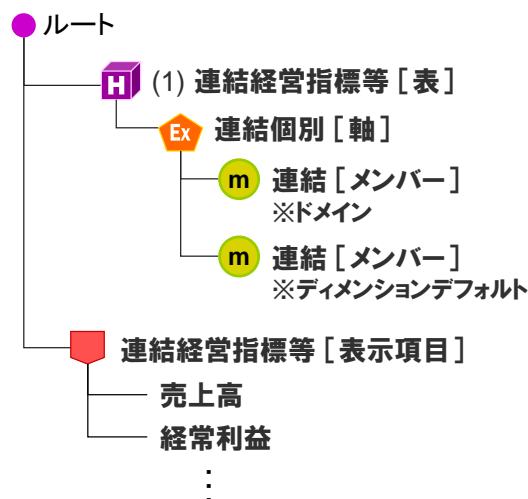 ルート
H (1) 連結経営指標等［表］
Ex 連結個別［軸］
m 連結［メンバー］
※ドメイン
m 連結［メンバー］
※ディメンションデフォルト
連結経営指標等［表示項目］
売上高
経常利益
：